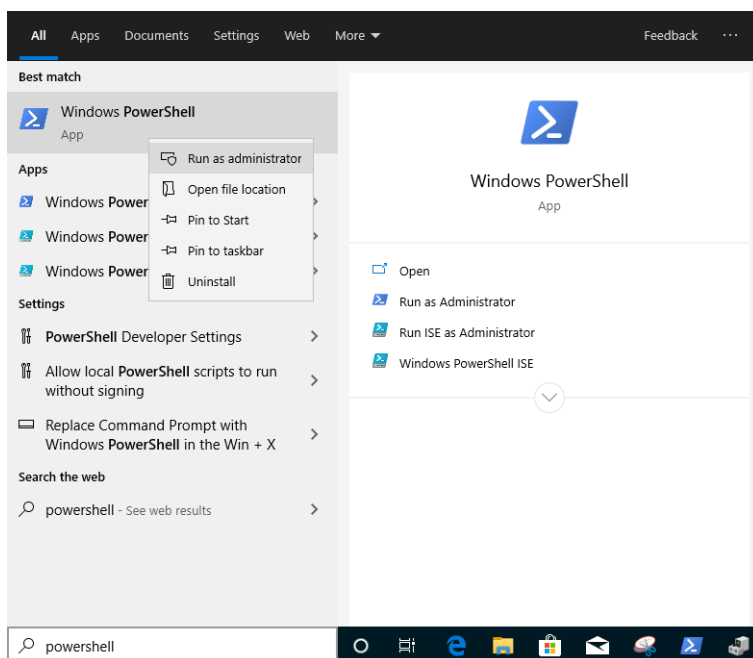 All Apps Documents Settings Web More Feedback ...
Best match
Windows PowerShell
App
Run as administrator
Open file location
Pin to Start
Pin to taskbar
Uninstall
Apps
Windows Power
Windows Power
Windows Power
Settings
PowerShell Developer Settings
Allow local PowerShell scripts to run
without signing
Replace Command Prompt with
Windows PowerShell in the Win + X
Search the web
powershell - See web results
Windows PowerShell
App
Open
Run as Administrator
Run ISE as Administrator
Windows PowerShell ISE
powershell